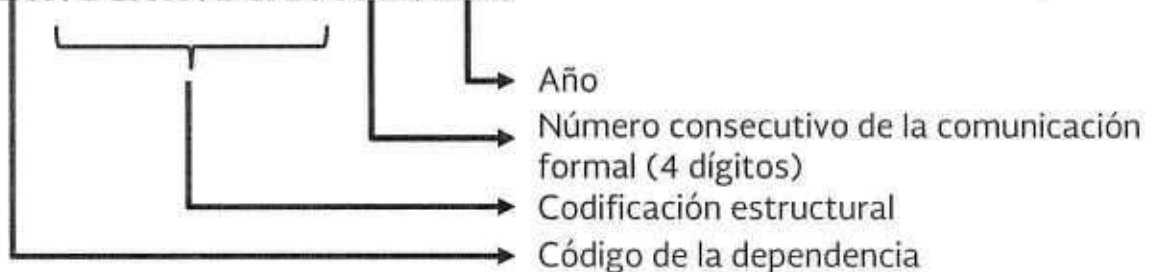 Año
Número consecutivo de la comunicación
formal (4 dígitos)
Codificación estructural
Código de la dependencia